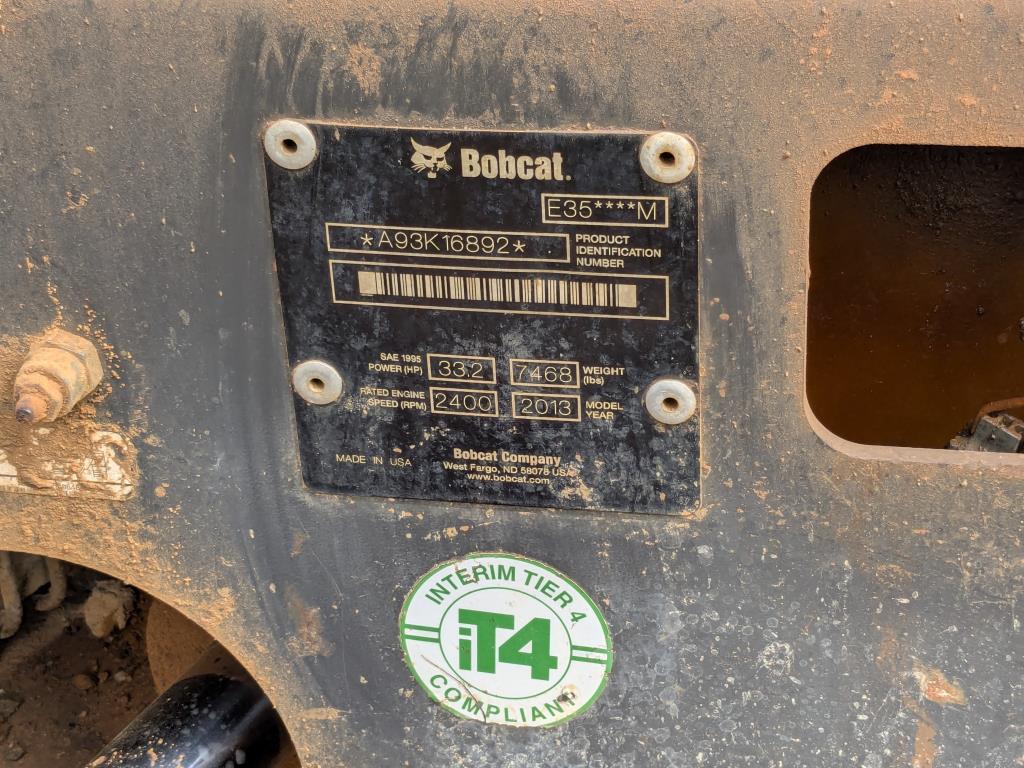 Bobcat.
E35****M
*A93K16892*
PRODUCT
IDENTIFICATION
NUMBER
SAE 1995
POWER (HP) 33.2 7468 WEIGHT
(lbs)
RATED ENGINE
SPEED (RPM) 2400 2013 MODEL
YEAR
MADE IN USA
Bobcat Company
West Fargo, ND 58078 USA
www.bobcat.com
INTERIM TIER 4
iT4
COMPLIANT